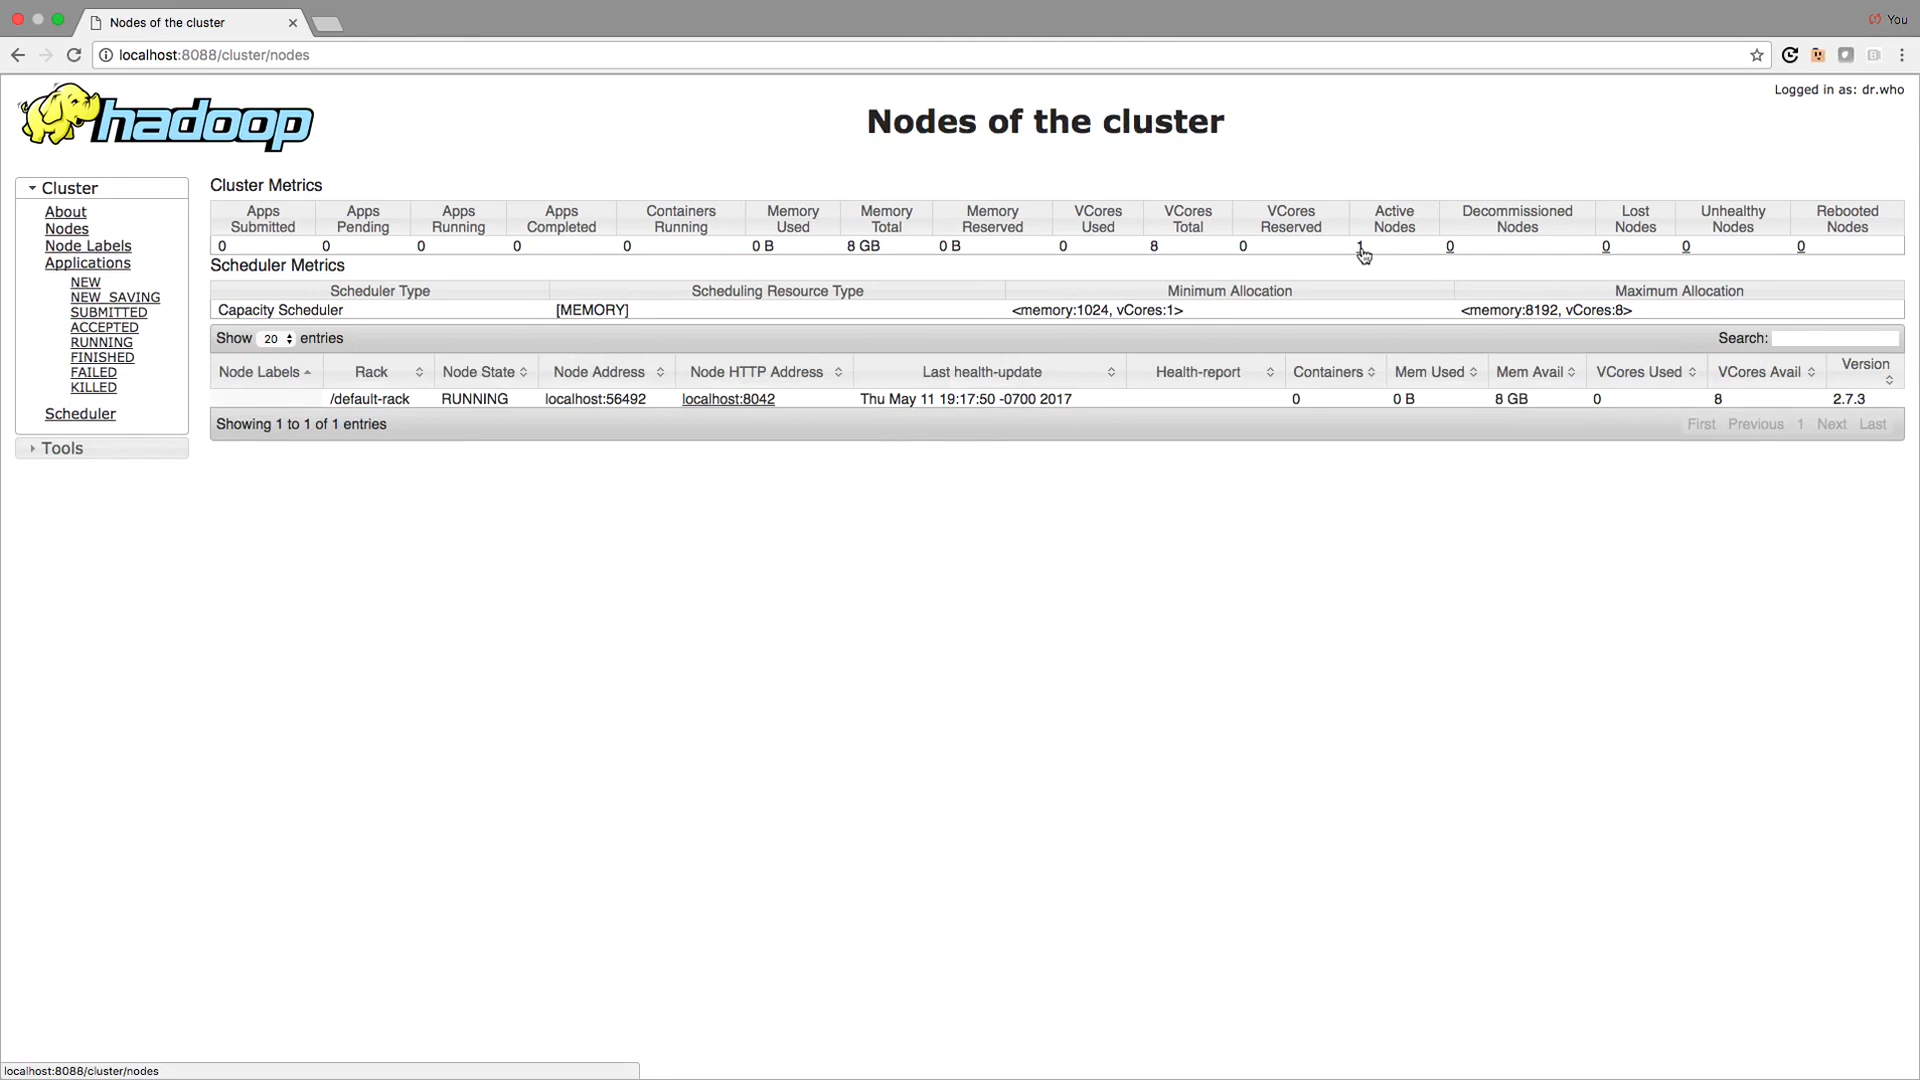 Nodes of the cluster
You
localhost:8088/cluster/nodes
Logged in as: dr.who
hadoop
Nodes of the cluster
Cluster
About
Nodes
Node Labels
Applications
NEW
NEW_SAVING
SUBMITTED
ACCEPTED
RUNNING
FINISHED
FAILED
KILLED
Scheduler
Tools
Cluster Metrics
Apps Submitted Apps Pending Apps Running Apps Completed Containers Running Memory Used Memory Total Memory Reserved VCores Used VCores Total VCores Reserved Active Nodes Decommissioned Nodes Lost Nodes Unhealthy Nodes Rebooted Nodes
0 0 0 0 0 0 B 8 GB 0 B 0 8 0 1 0 0 0 0
Scheduler Metrics
Scheduler Type Scheduling Resource Type Minimum Allocation Maximum Allocation
Capacity Scheduler [MEMORY] <memory:1024, vCores:1> <memory:8192, vCores:8>
Show 20 entries Search:
Node Labels Rack Node State Node Address Node HTTP Address Last health-update Health-report Containers Mem Used Mem Avail VCores Used VCores Avail Version
/default-rack RUNNING localhost:56492 localhost:8042 Thu May 11 19:17:50 -0700 2017 0 0 B 8 GB 0 8 2.7.3
Showing 1 to 1 of 1 entries First Previous 1 Next Last
localhost:8088/cluster/nodes